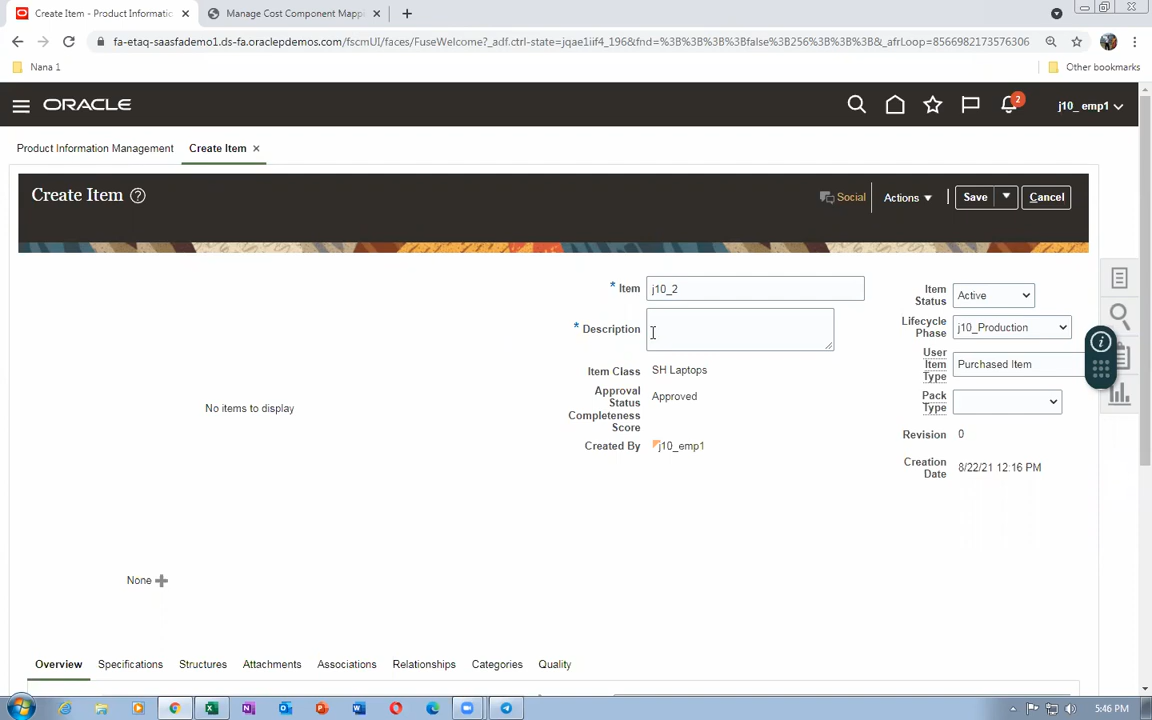 Create Item - Product Informatic
Manage Cost Component Mapp
fa-etaq-saasfademo1.ds-fa.oraclepdemos.com/fscmUI/faces/FuseWelcome?_adf.ctrl-state=jqae1iif4_196&fnd=%3B%3B%3B%3Bfalse%3B256%3B%3B%3B&_afrLoop=8566982173576306
Nana 1
Other bookmarks
ORACLE
2
j10_ emp1
Product Information Management
Create Item
Create Item
Social
Actions
Save
Cancel
* Item
j10_2
* Description
Item Class
SH Laptops
Approval Status
Approved
Completeness Score
Created By
j10_emp1
Item Status
Active
Lifecycle Phase
j10_Production
User Item Type
Purchased Item
Pack Type
Revision
0
Creation Date
8/22/21 12:16 PM
No items to display
None
Overview
Specifications
Structures
Attachments
Associations
Relationships
Categories
Quality
5:46 PM